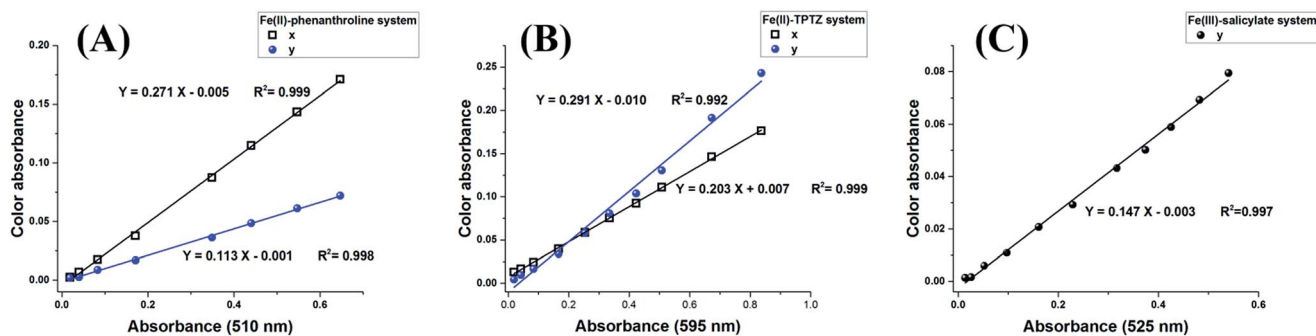 (A)
Fe(II)-phenanthroline system
x
y
Y = 0.271 X - 0.005 R²= 0.999
Y = 0.113 X - 0.001 R² = 0.998
Color absorbance
0.20
0.15
0.10
0.05
0.00
0.0 0.2 0.4 0.6
Absorbance (510 nm)
(B)
Fe(II)-TPTZ system
x
y
Y = 0.291 X - 0.010 R²= 0.992
Y = 0.203 X + 0.007 R²= 0.999
Color absorbance
0.25
0.20
0.15
0.10
0.05
0.00
0.0 0.2 0.4 0.6 0.8 1.0
Absorbance (595 nm)
(C)
Fe(III)-salicylate system
y
Y = 0.147 X - 0.003 R²=0.997
Color absorbance
0.08
0.06
0.04
0.02
0.00
0.0 0.2 0.4 0.6
Absorbance (525 nm)